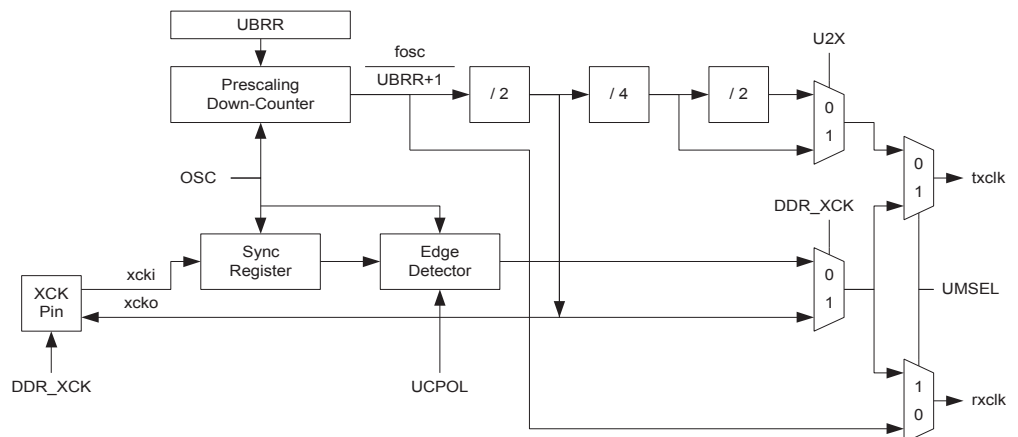 UBRR
U2X
fosc
Prescaling
Down-Counter
UBRR+1
/ 2
/ 4
/ 2
0
1
OSC
0
1
txclk
DDR_XCK
Sync
Register
Edge
Detector
xcki
0
1
UMSEL
XCK
Pin
xcko
DDR_XCK
UCPOL
1
0
rxclk